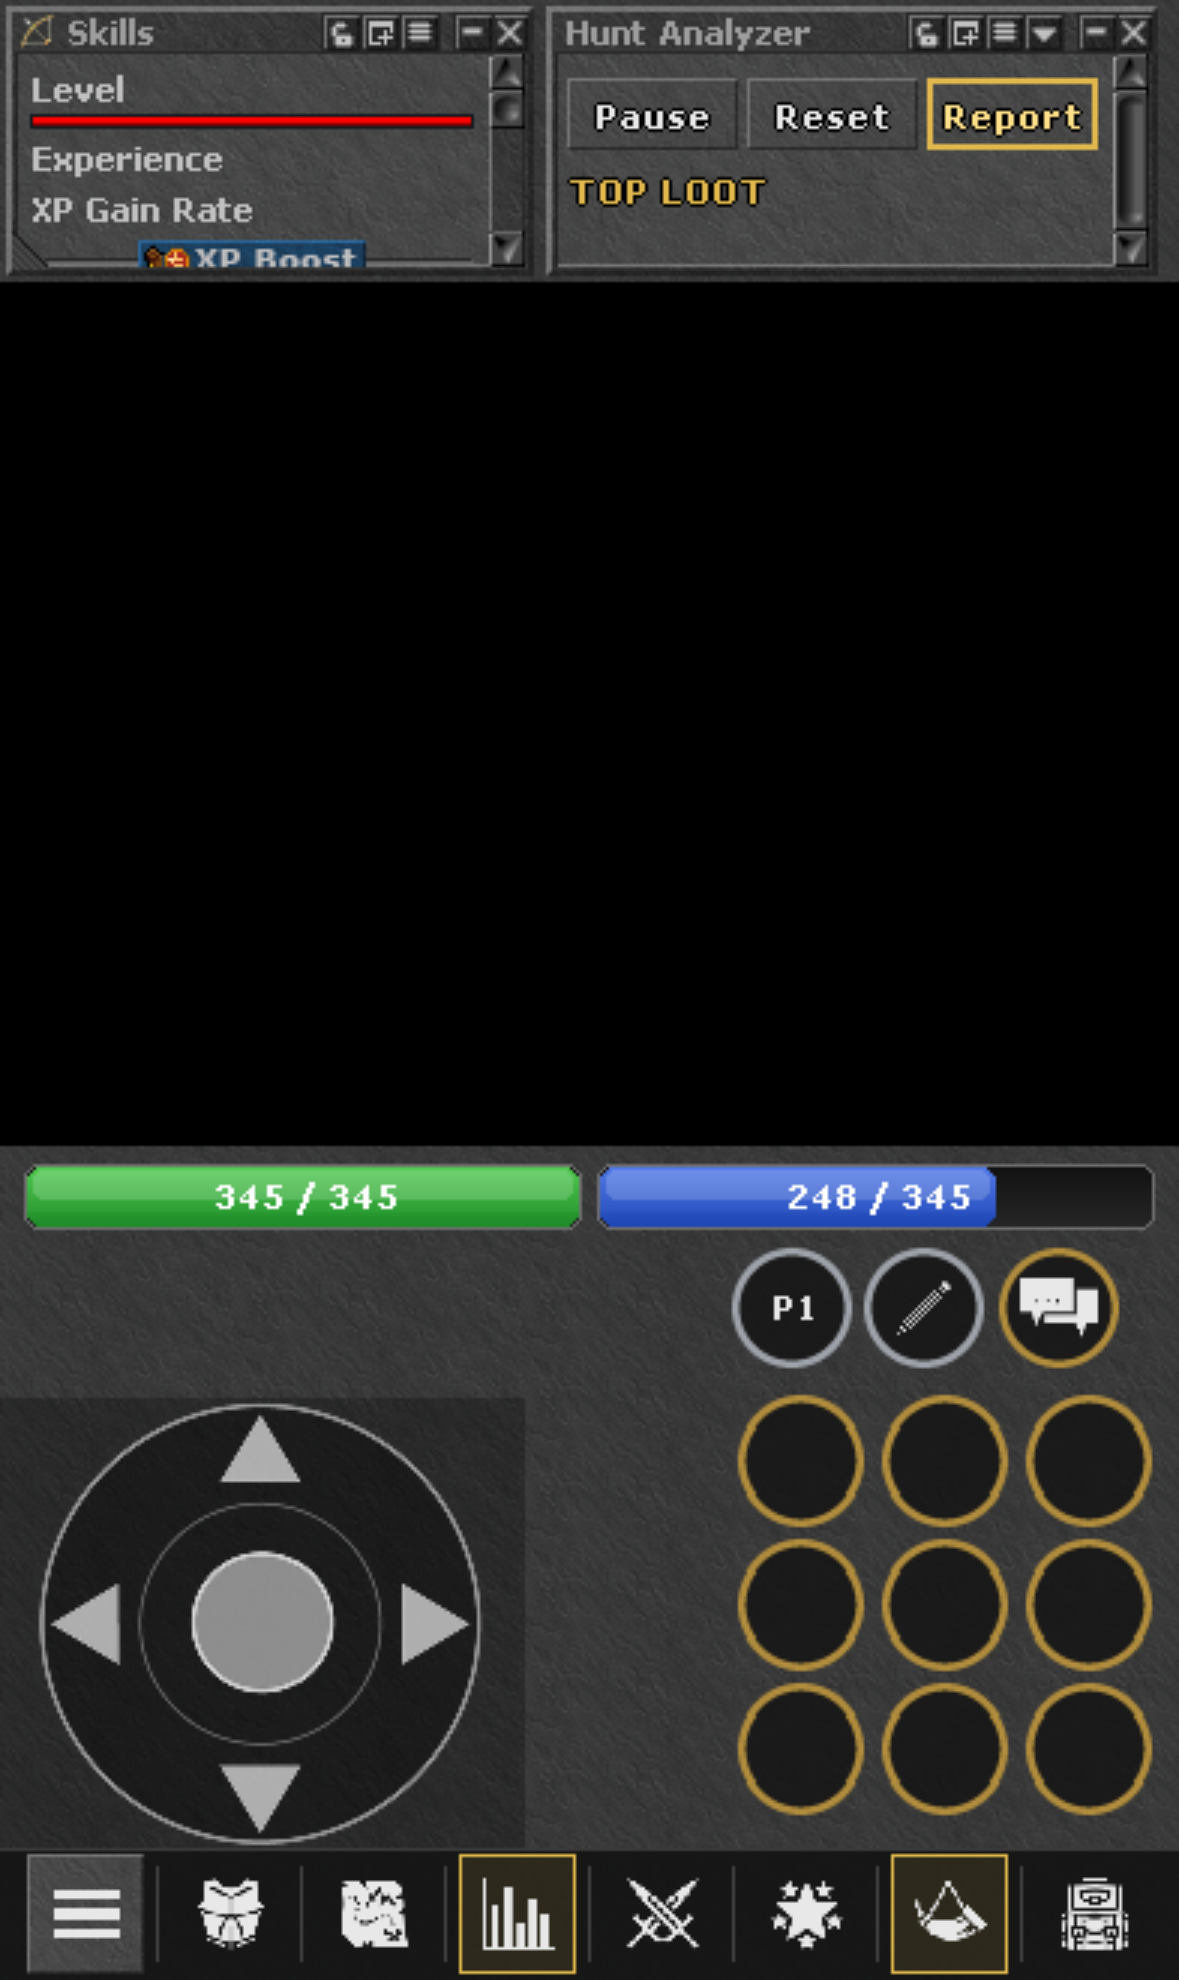 Skills
Level
Experience
XP Gain Rate
XP Boost
Hunt Analyzer
Pause Reset Report
TOP LOOT
345 / 345
248 / 345
P1